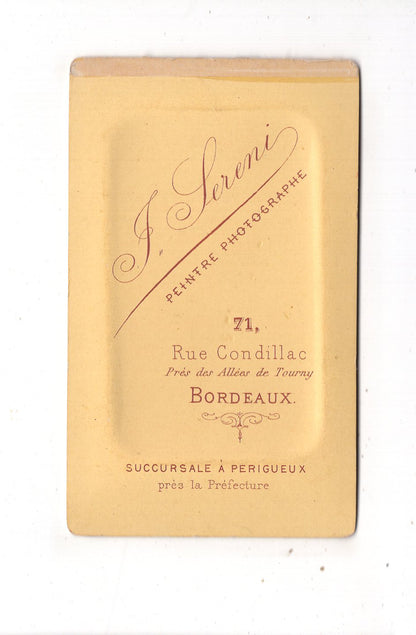 J. Sereni
PEINTRE PHOTOGRAPHE
71,
Rue Condillac
Près des Allées de Tourny
BORDEAUX.
SUCCURSALE À PERIGUEUX
près la Préfecture